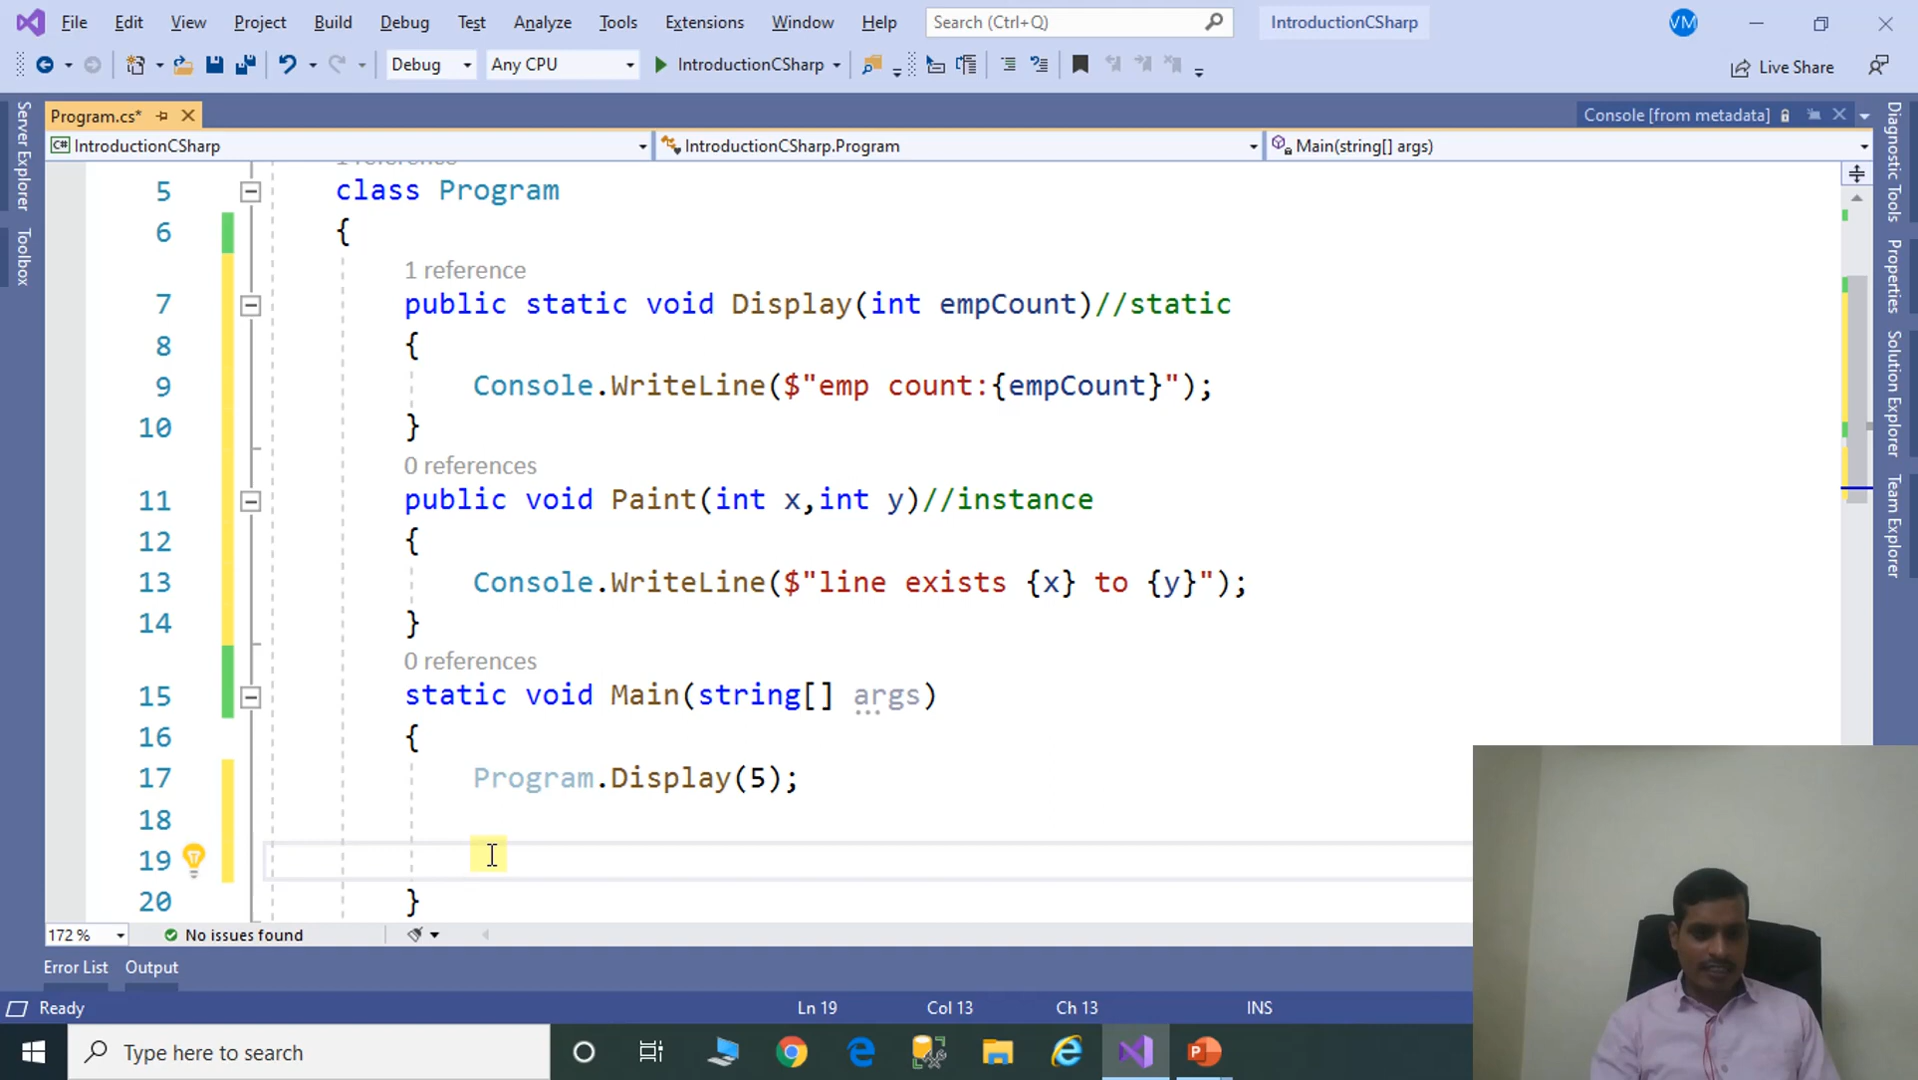 File Edit View Project Build Debug Test Analyze Tools Extensions Window Help Search (Ctrl+Q) IntroductionCSharp VM
Debug Any CPU IntroductionCSharp Live Share
Program.cs* Console [from metadata]
IntroductionCSharp IntroductionCSharp.Program Main(string[] args)
Server Explorer
Toolbox
Diagnostic Tools
Properties
Solution Explorer
Team Explorer
1 reference
5 class Program
6 {
1 reference
7 public static void Display(int empCount)//static
8 {
9 Console.WriteLine($"emp count:{empCount}");
10 }
0 references
11 public void Paint(int x,int y)//instance
12 {
13 Console.WriteLine($"line exists {x} to {y}");
14 }
0 references
15 static void Main(string[] args)
16 {
17 Program.Display(5);
18
19
20 }
172 % No issues found
Error List Output
Ready Ln 19 Col 13 Ch 13 INS
Type here to search